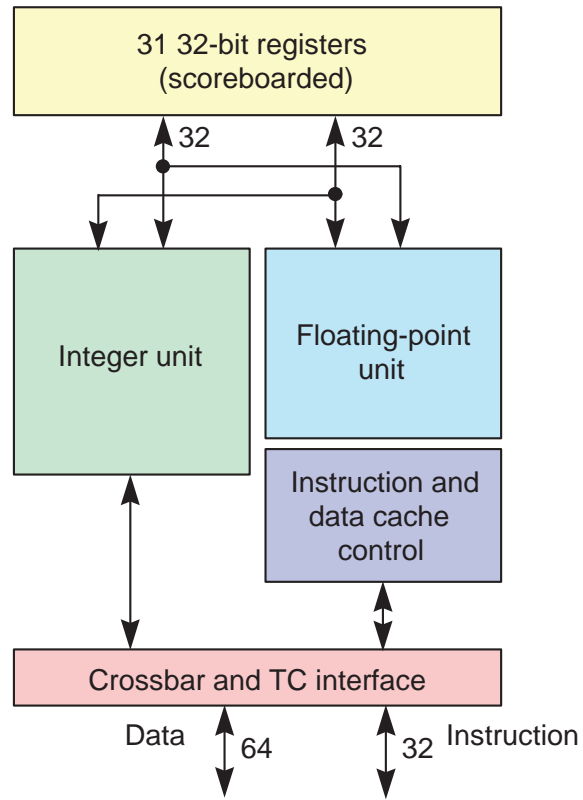 31 32-bit registers
(scoreboarded)
32
32
Integer unit
Floating-point
unit
Instruction and
data cache
control
Crossbar and TC interface
Data
64
32
Instruction